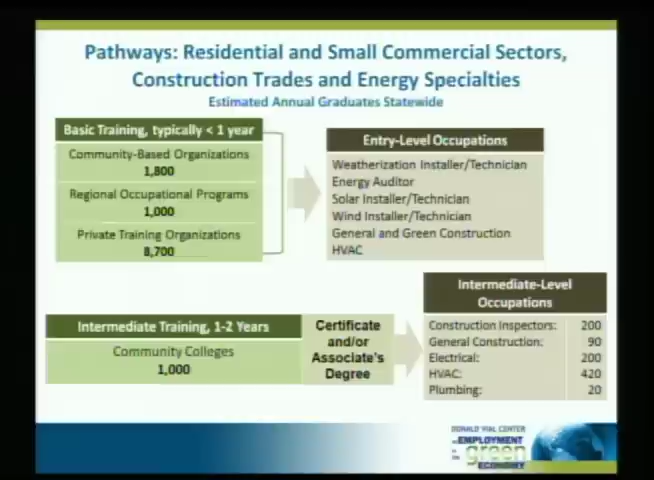 Pathways: Residential and Small Commercial Sectors,
Construction Trades and Energy Specialties
Estimated Annual Graduates Statewide
Basic Training, typically < 1 year
Community-Based Organizations
1,800
Regional Occupational Programs
1,000
Private Training Organizations
8,700
Entry-Level Occupations
Weatherization Installer/Technician
Energy Auditor
Solar Installer/Technician
Wind Installer/Technician
General and Green Construction
HVAC
Intermediate Training, 1-2 Years
Community Colleges
1,000
Certificate
and/or
Associate's
Degree
Intermediate-Level
Occupations
Construction Inspectors: 200
General Construction: 90
Electrical: 200
HVAC: 420
Plumbing: 20
DONALD VIAL CENTER
EMPLOYMENT
green
ECONOMY